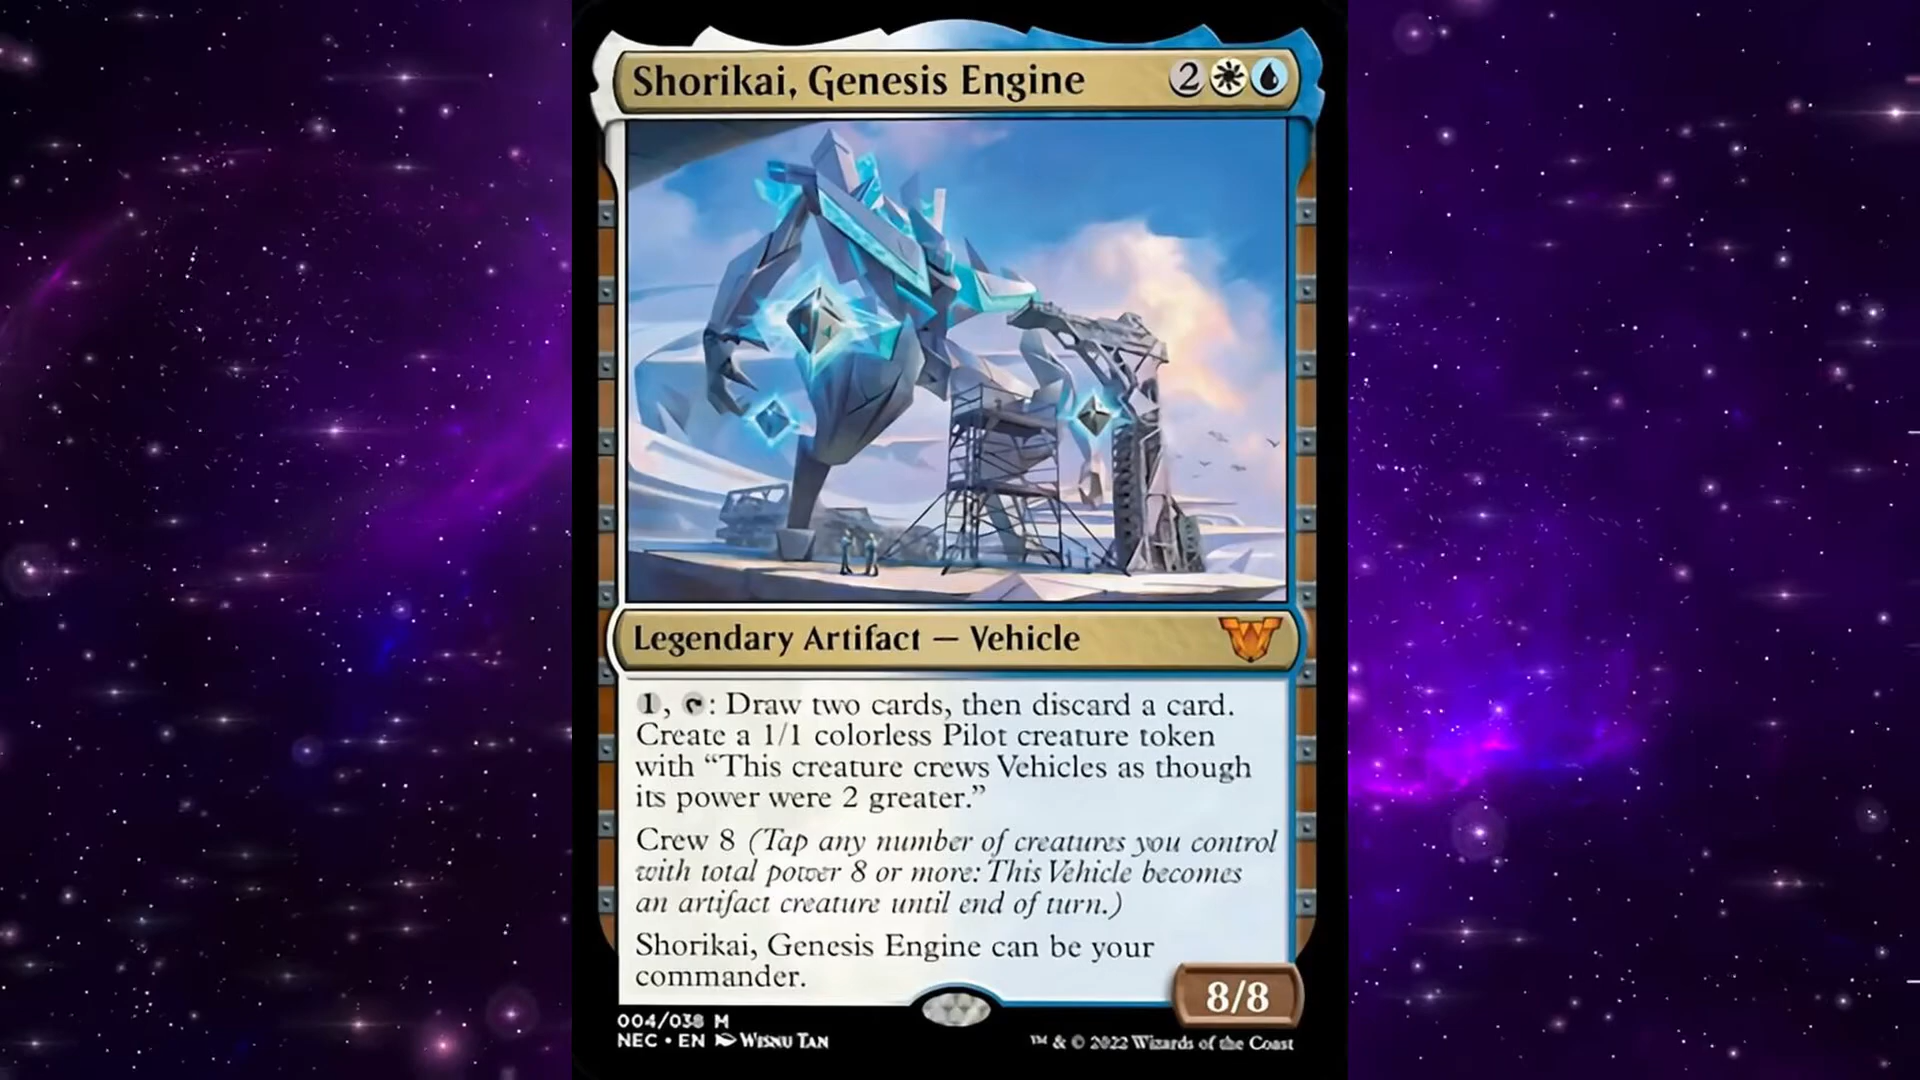 Shorikai, Genesis Engine 2
Legendary Artifact — Vehicle
1, : Draw two cards, then discard a card.
Create a 1/1 colorless Pilot creature token
with “This creature crews Vehicles as though
its power were 2 greater.”
Crew 8 (Tap any number of creatures you control
with total power 8 or more: This Vehicle becomes
an artifact creature until end of turn.)
Shorikai, Genesis Engine can be your
commander.
8/8
004/038 M
NEC • EN Wisnu Tan
™ & © 2022 Wizards of the Coast